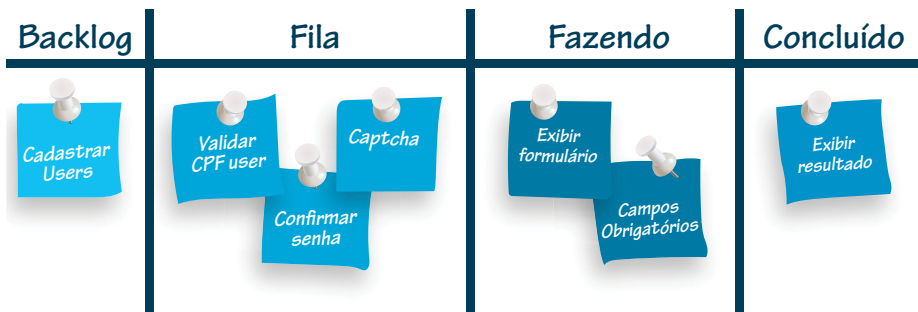 Backlog
Fila
Fazendo
Concluído
Cadastrar
Users
Validar
CPF user
Confirmar
senha
Captcha
Exibir
formulário
Campos
Obrigatórios
Exibir
resultado